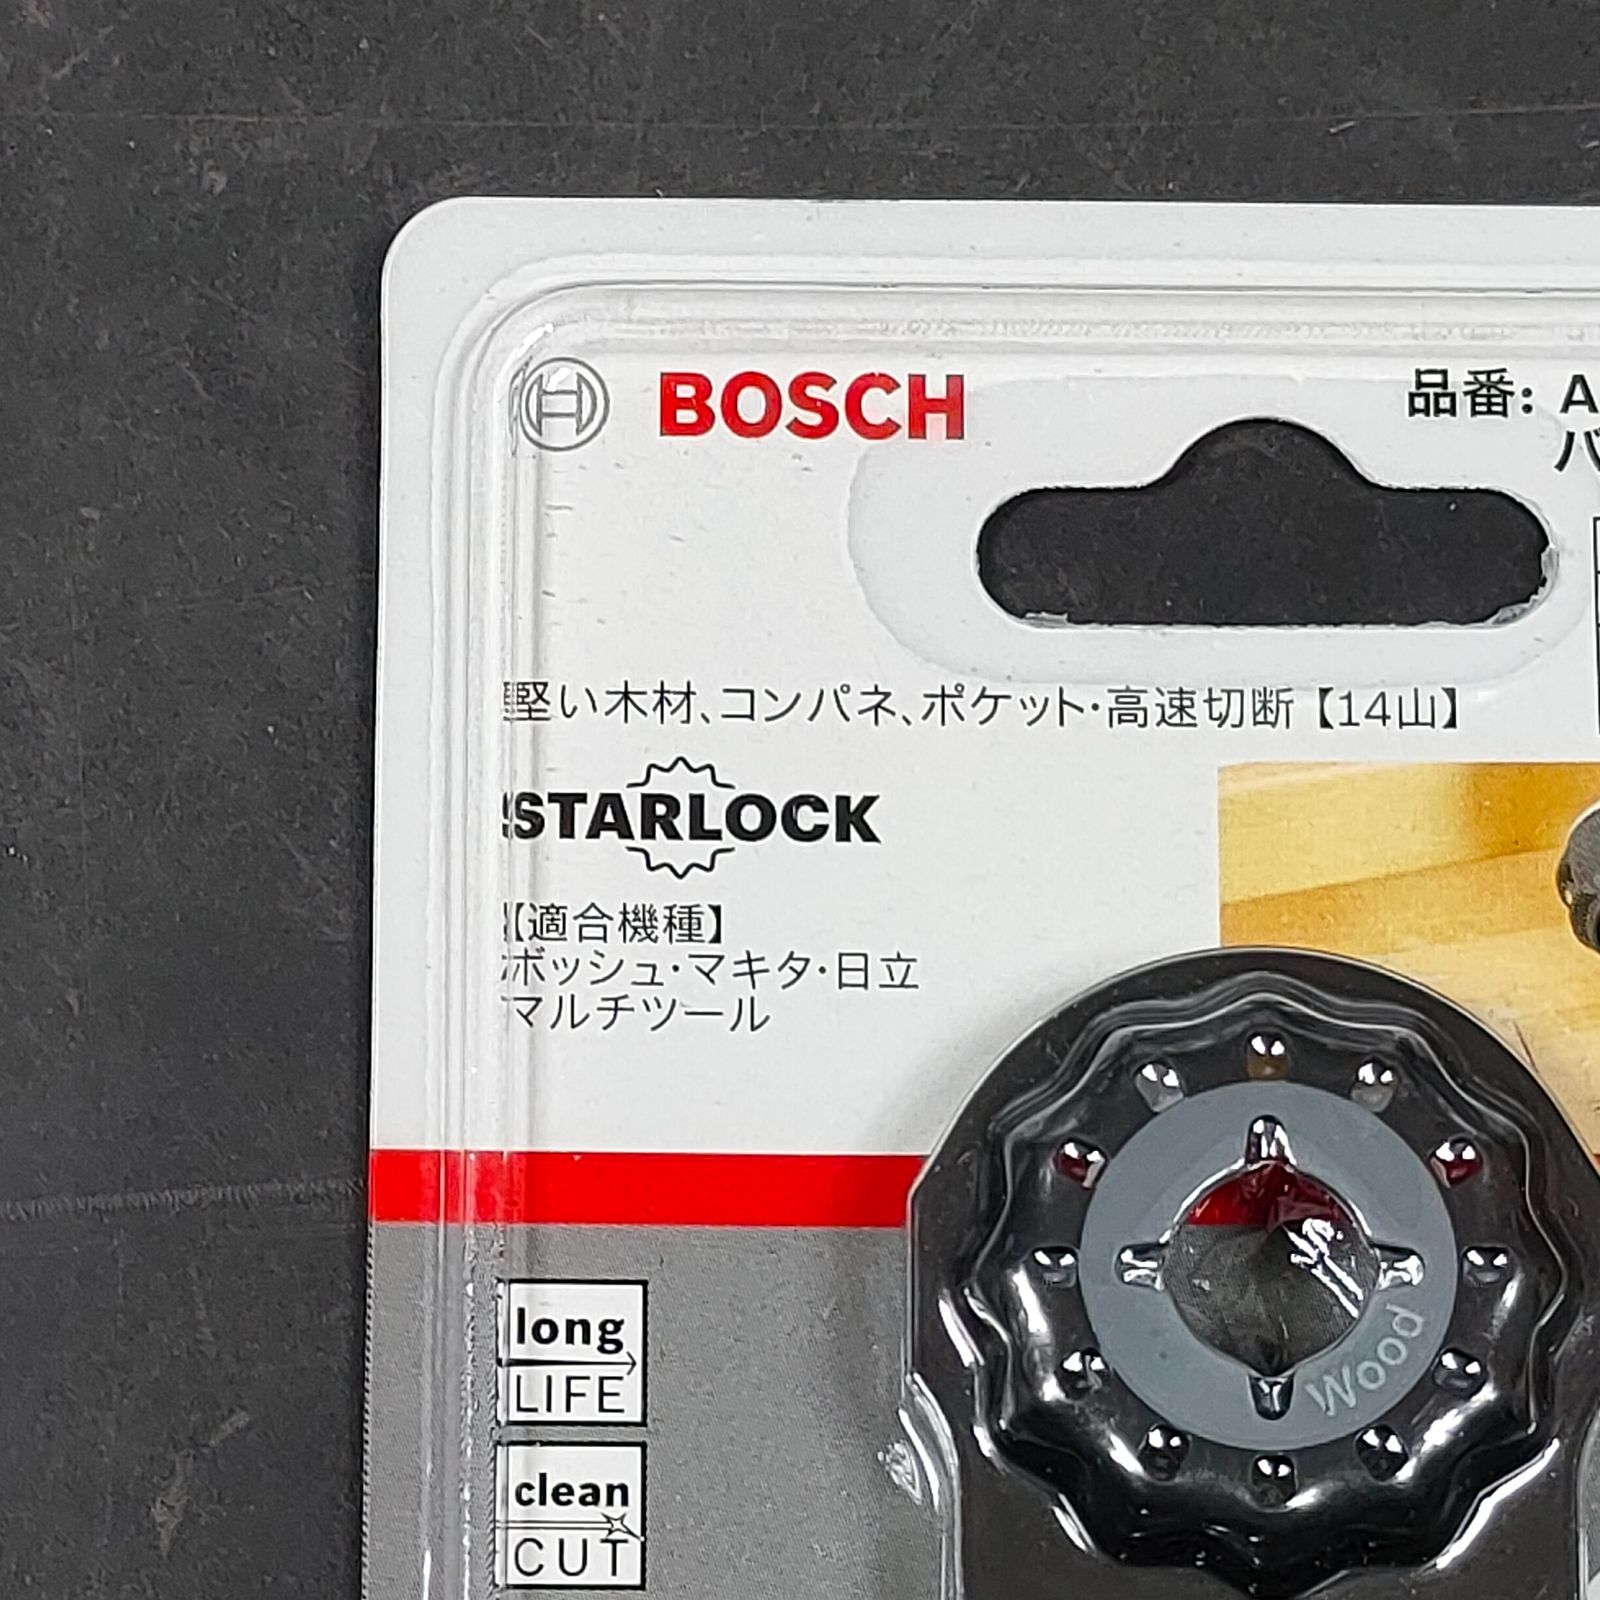 BOSCH
品番: A
バ
堅い木材、コンパネ、ポケット・高速切断【14山】
STARLOCK
【適合機種】
ボッシュ・マキタ・日立
マルチツール
long
LIFE
clean
CUT
Wood